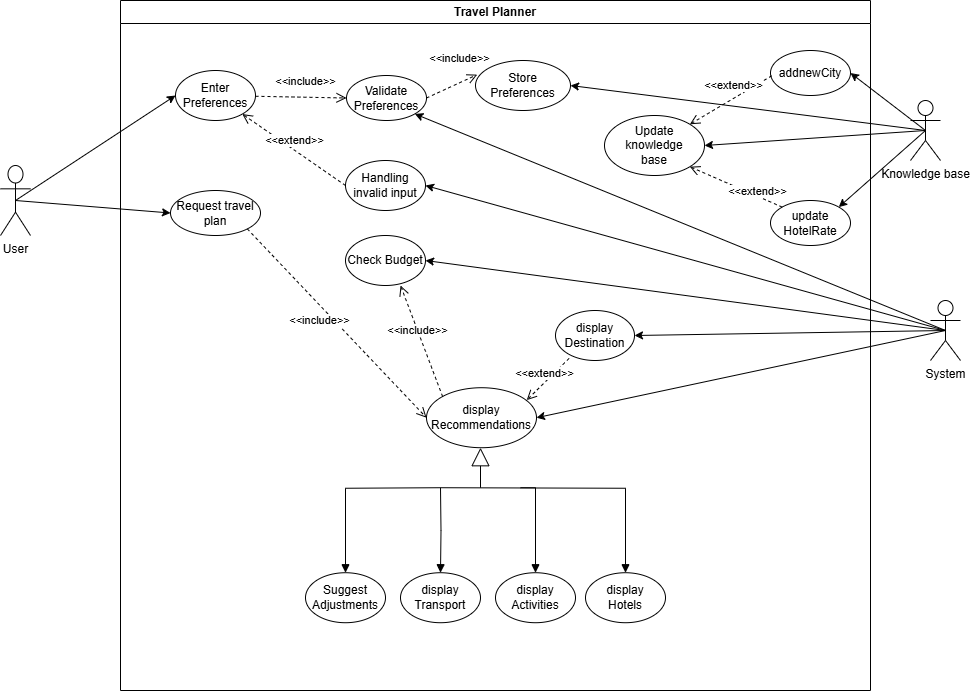 Travel Planner
<<include>>
Store
Preferences
addnewCity
Enter
Preferences
<<include>>
Validate
Preferences
<<extend>>
<<extend>>
Update
knowledge
base
Knowledge base
Handling
invalid input
<<extend>>
User
Request travel
plan
update
HotelRate
Check Budget
<<include>>
<<include>>
display
Destination
System
<<extend>>
display
Recommendations
Suggest
Adjustments
display
Transport
display
Activities
display
Hotels